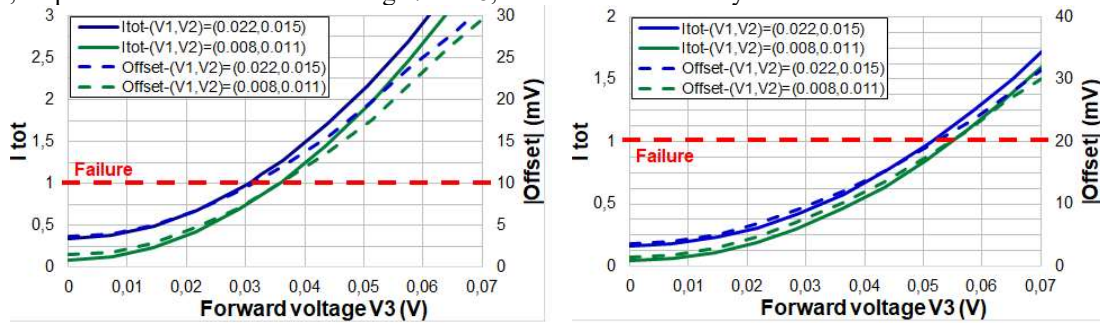 3
2,5
2
1,5
1
0,5
0
I tot
Itot-(V1,V2)=(0.022,0.015)
Itot-(V1,V2)=(0.008,0.011)
Offset-(V1,V2)=(0.022,0.015)
Offset-(V1,V2)=(0.008,0.011)
Failure
30
25
20
15
10
5
0
|Offset| (mV)
0 0,01 0,02 0,03 0,04 0,05 0,06 0,07
Forward voltage V3 (V)
2
1,5
1
0,5
0
I tot
Itot-(V1,V2)=(0.022,0.015)
Itot-(V1,V2)=(0.008,0.011)
Offset-(V1,V2)=(0.022,0.015)
Offset-(V1,V2)=(0.008,0.011)
Failure
40
30
20
10
0
|Offset| (mV)
0 0,01 0,02 0,03 0,04 0,05 0,06 0,07
Forward voltage V3 (V)